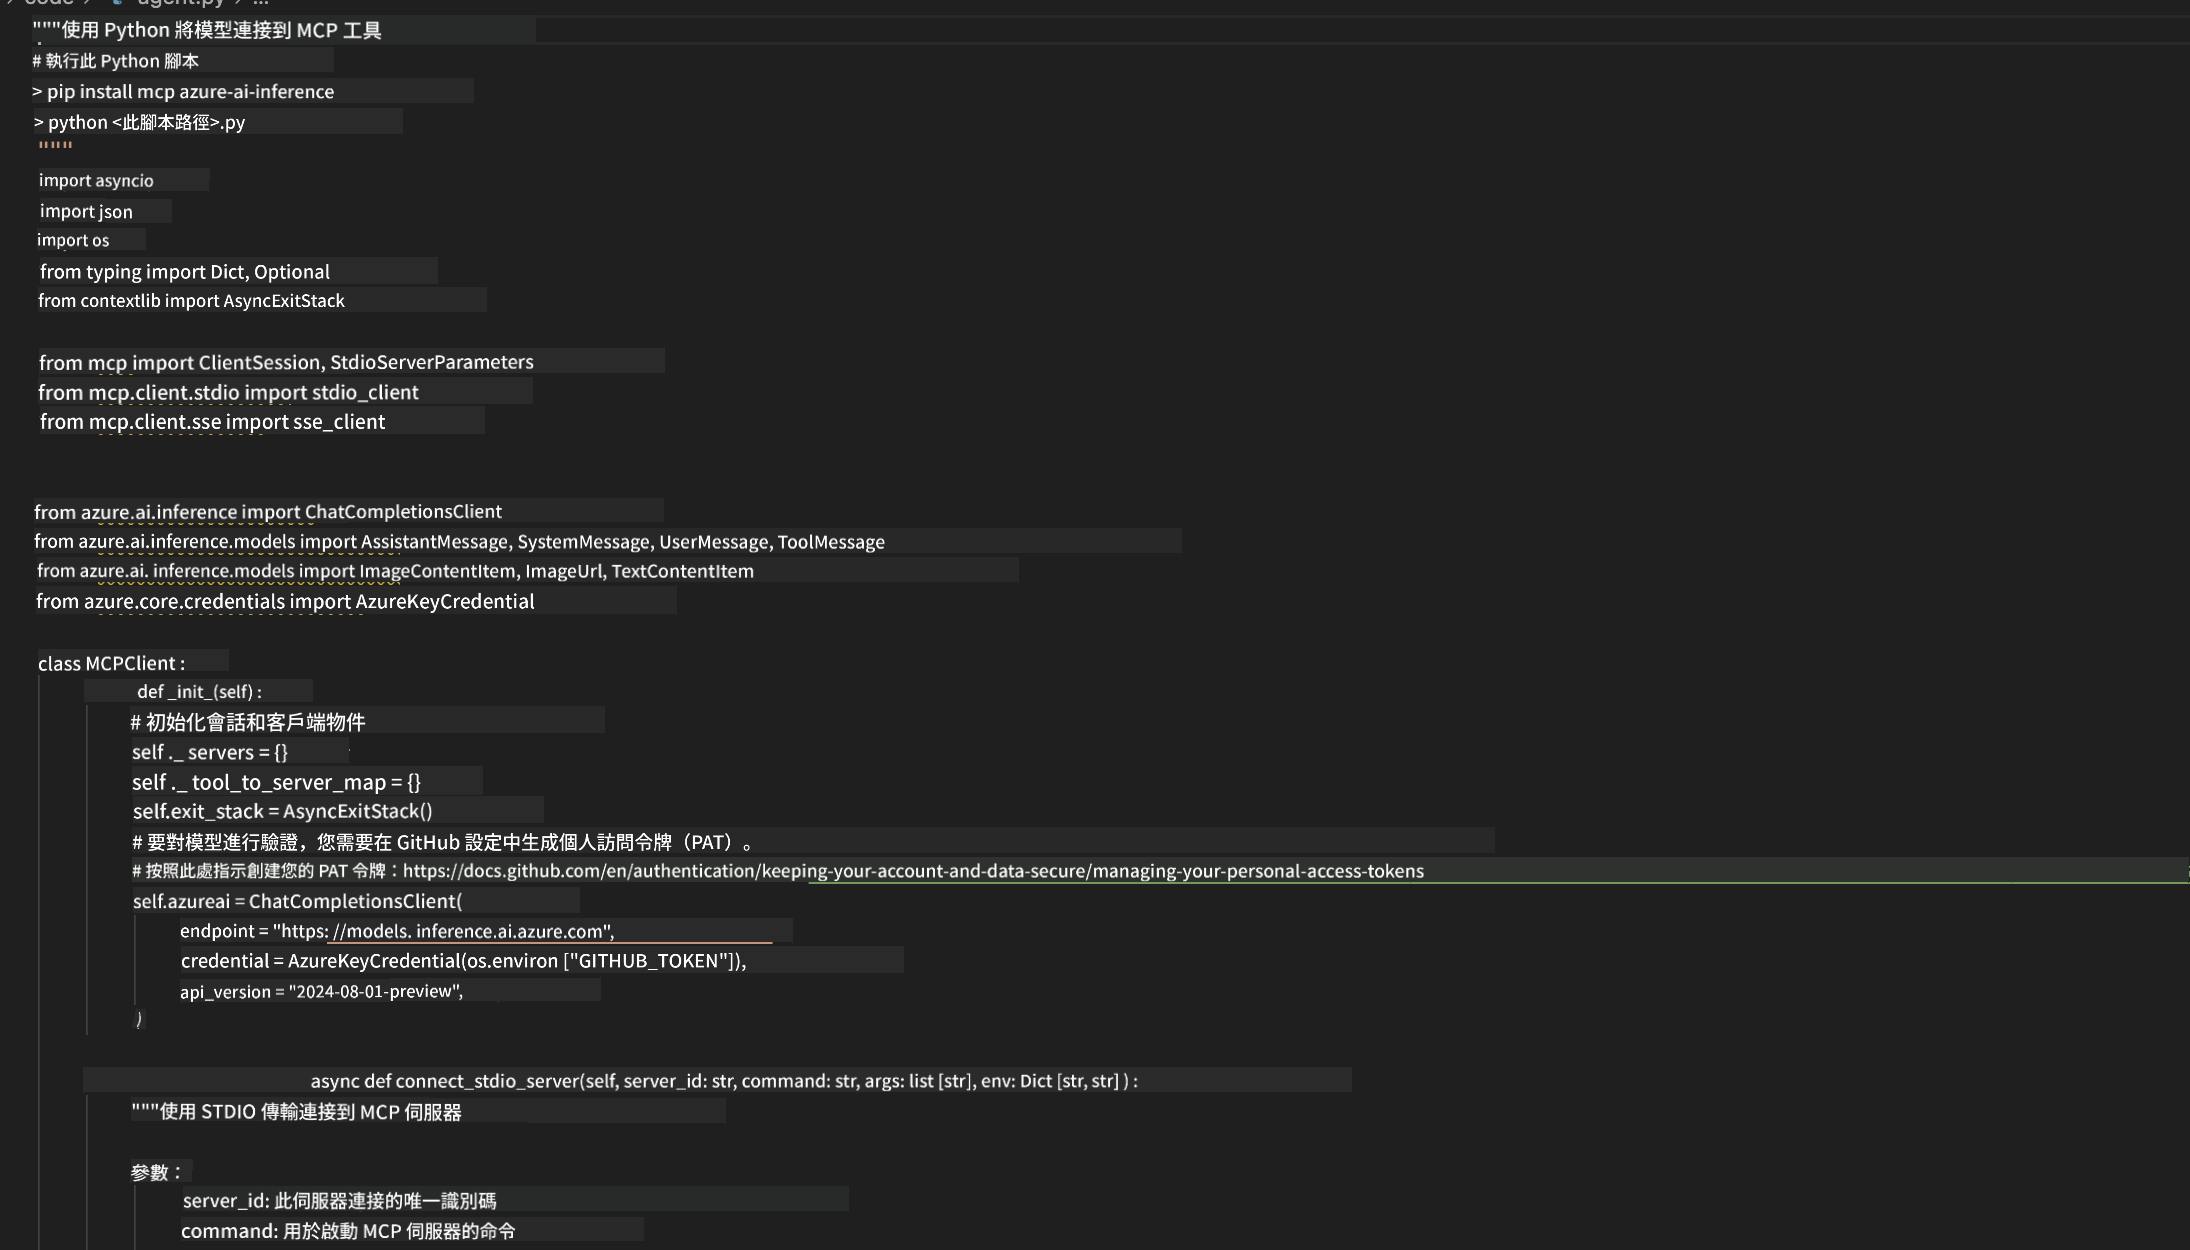 code > agent.py > ...
"""使用 Python 將模型連接到 MCP 工具
# 執行此 Python 腳本
> pip install mcp azure-ai-inference
> python <此腳本路徑>.py
"""
import asyncio
import json
import os
from typing import Dict, Optional
from contextlib import AsyncExitStack
from mcp import ClientSession, StdioServerParameters
from mcp.client.stdio import stdio_client
from mcp.client.sse import sse_client
from azure.ai.inference import ChatCompletionsClient
from azure.ai.inference.models import AssistantMessage, SystemMessage, UserMessage, ToolMessage
from azure.ai. inference.models import ImageContentItem, ImageUrl, TextContentItem
from azure.core.credentials import AzureKeyCredential
class MCPClient :
def _init_(self) :
# 初始化會話和客戶端物件
self ._ servers = {}
self ._ tool_to_server_map = {}
self.exit_stack = AsyncExitStack()
# 要對模型進行驗證，您需要在 GitHub 設定中生成個人訪問令牌（PAT）。
# 按照此處指示創建您的 PAT 令牌：https://docs.github.com/en/authentication/keeping-your-account-and-data-secure/managing-your-personal-access-tokens
self.azureai = ChatCompletionsClient(
endpoint = "https: //models. inference.ai.azure.com",
credential = AzureKeyCredential(os.environ ["GITHUB_TOKEN"]),
api_version = "2024-08-01-preview",
)
async def connect_stdio_server(self, server_id: str, command: str, args: list [str], env: Dict [str, str] ) :
"""使用 STDIO 傳輸連接到 MCP 伺服器
參數：
server_id: 此伺服器連接的唯一識別碼
command: 用於啟動 MCP 伺服器的命令